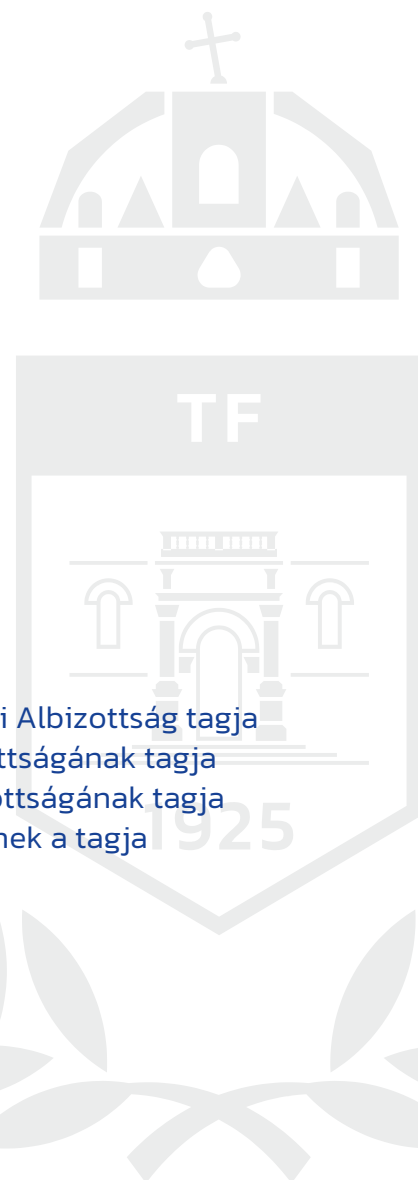 TF
i Albizottság tagja
ttságának tagja
ottságának tagja
nek a tagja
1925